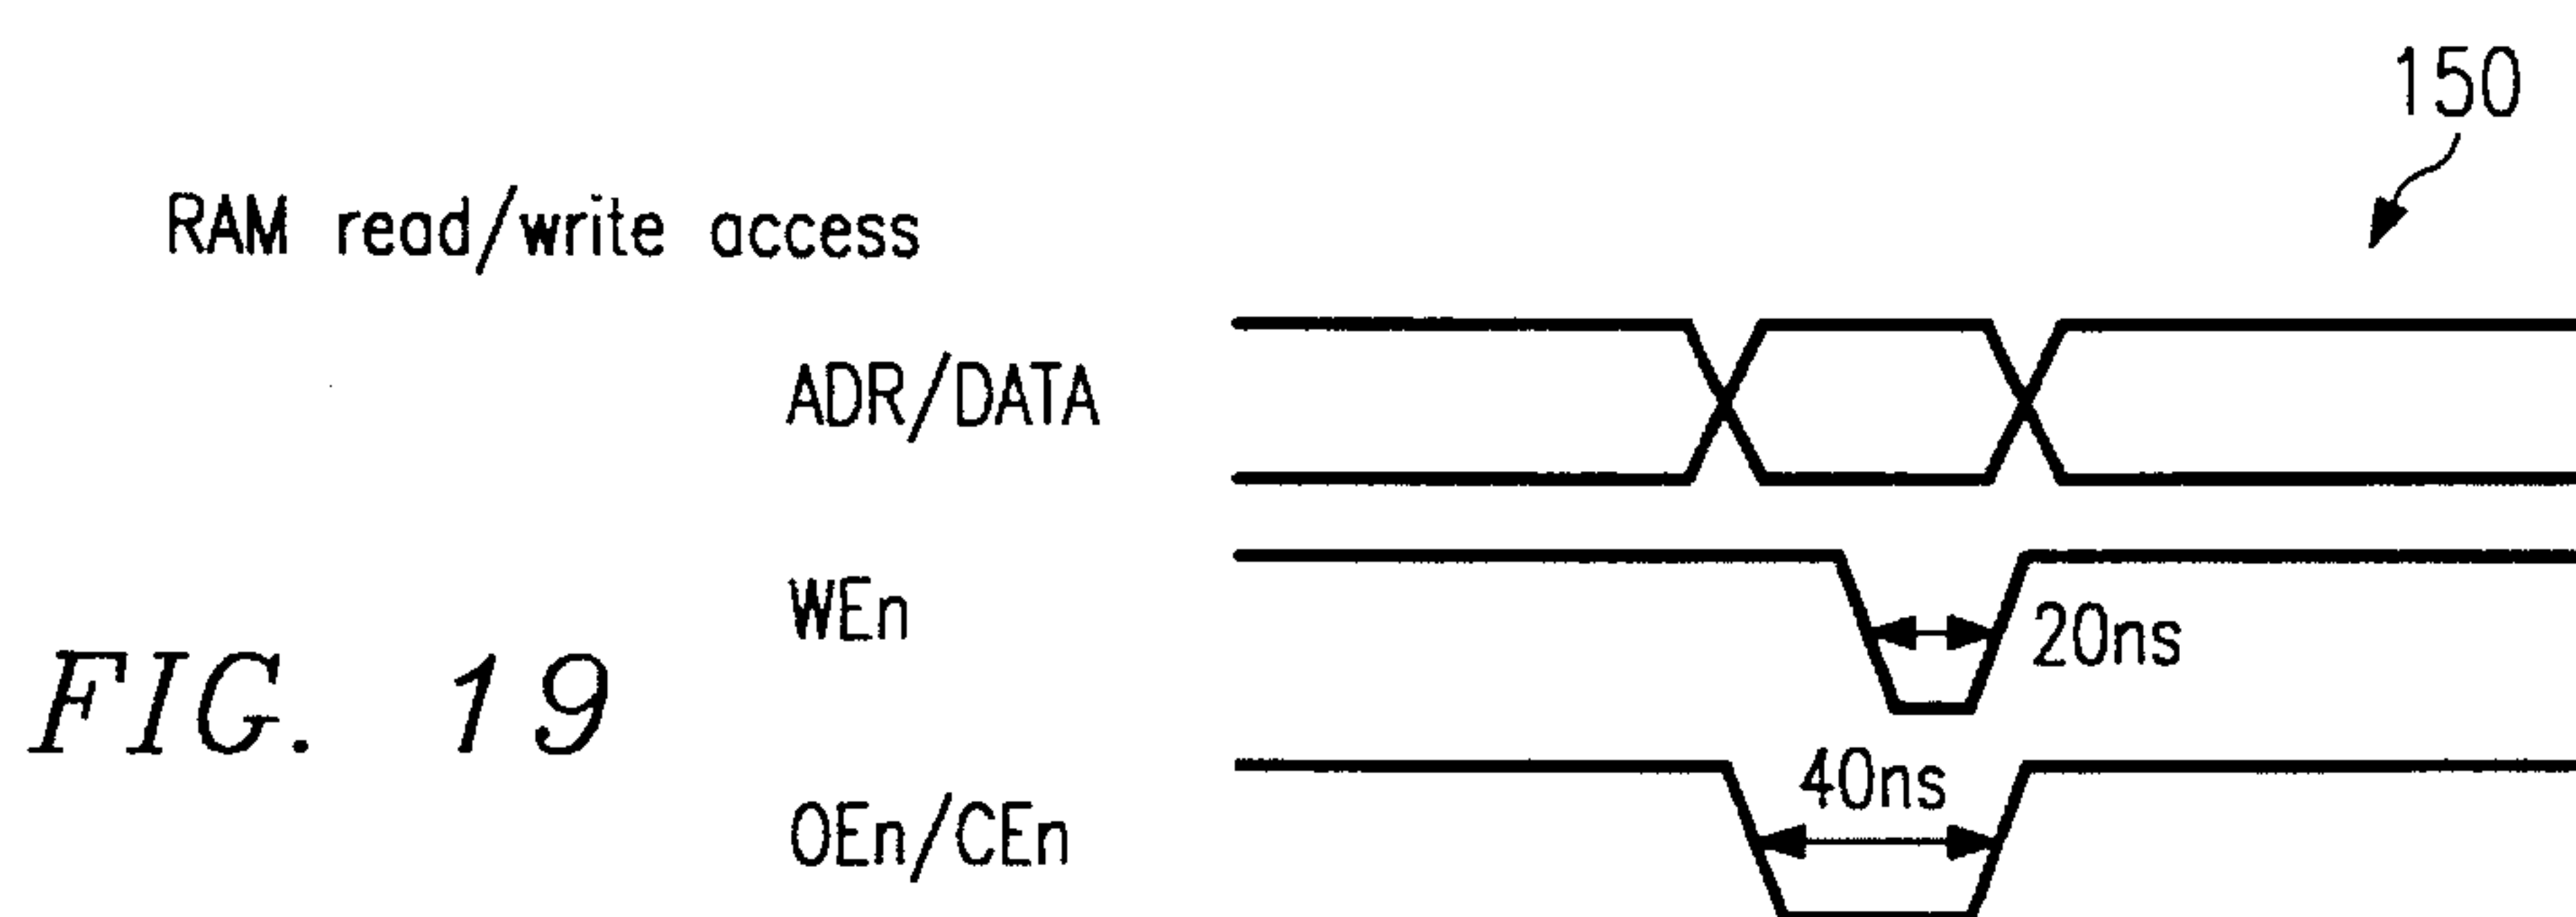 150
RAM read/write access
ADR/DATA
WEn
20ns
FIG. 19
40ns
OEn/CEn